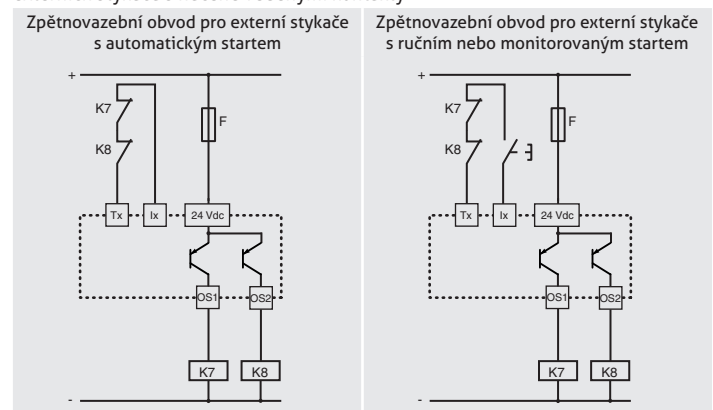 Zpětnovazební obvod pro externí stykače
s automatickým startem
+
K7
K8
F
Tx
Ix
24 Vdc
OS1
OS2
K7
K8
-
Zpětnovazební obvod pro externí stykače
s ručním nebo monitorovaným startem
+
K7
K8
F
Tx
Ix
24 Vdc
OS1
OS2
K7
K8
-